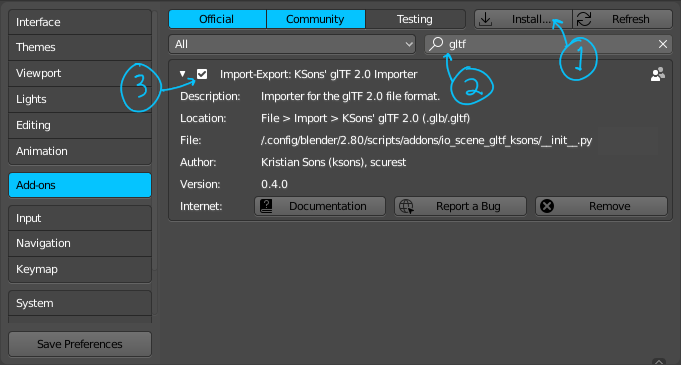 Interface
Themes
Viewport
Lights
Editing
Animation
Add-ons
Input
Navigation
Keymap
System
Save Preferences
Official Community Testing Install... Refresh
All gltf
1
2
3
Import-Export: KSons' glTF 2.0 Importer
Description: Importer for the glTF 2.0 file format.
Location: File > Import > KSons' glTF 2.0 (.glb/.gltf)
File: /.config/blender/2.80/scripts/addons/io_scene_gltf_ksons/__init__.py
Author: Kristian Sons (ksons), scurest
Version: 0.4.0
Internet: Documentation Report a Bug Remove